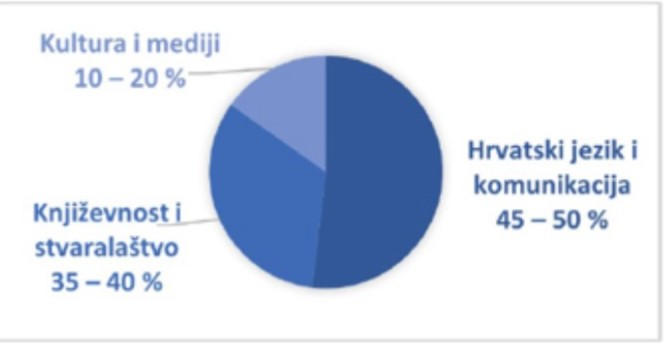 Kultura i mediji
10 – 20 %
Hrvatski jezik i
komunikacija
45 – 50 %
Književnost i
stvaralaštvo
35 – 40 %